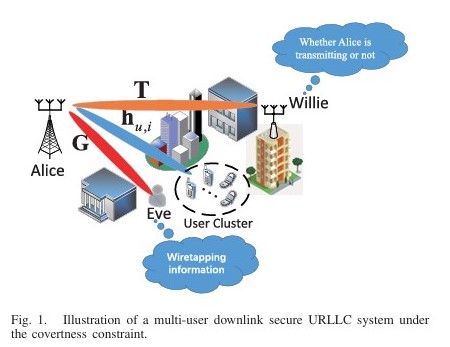 Whether Alice is
transmitting or not
T
Willie
h_{u,i}
G
Alice
Eve
User Cluster
Wiretapping
information
Fig. 1. Illustration of a multi-user downlink secure URLLC system under
the covertness constraint.